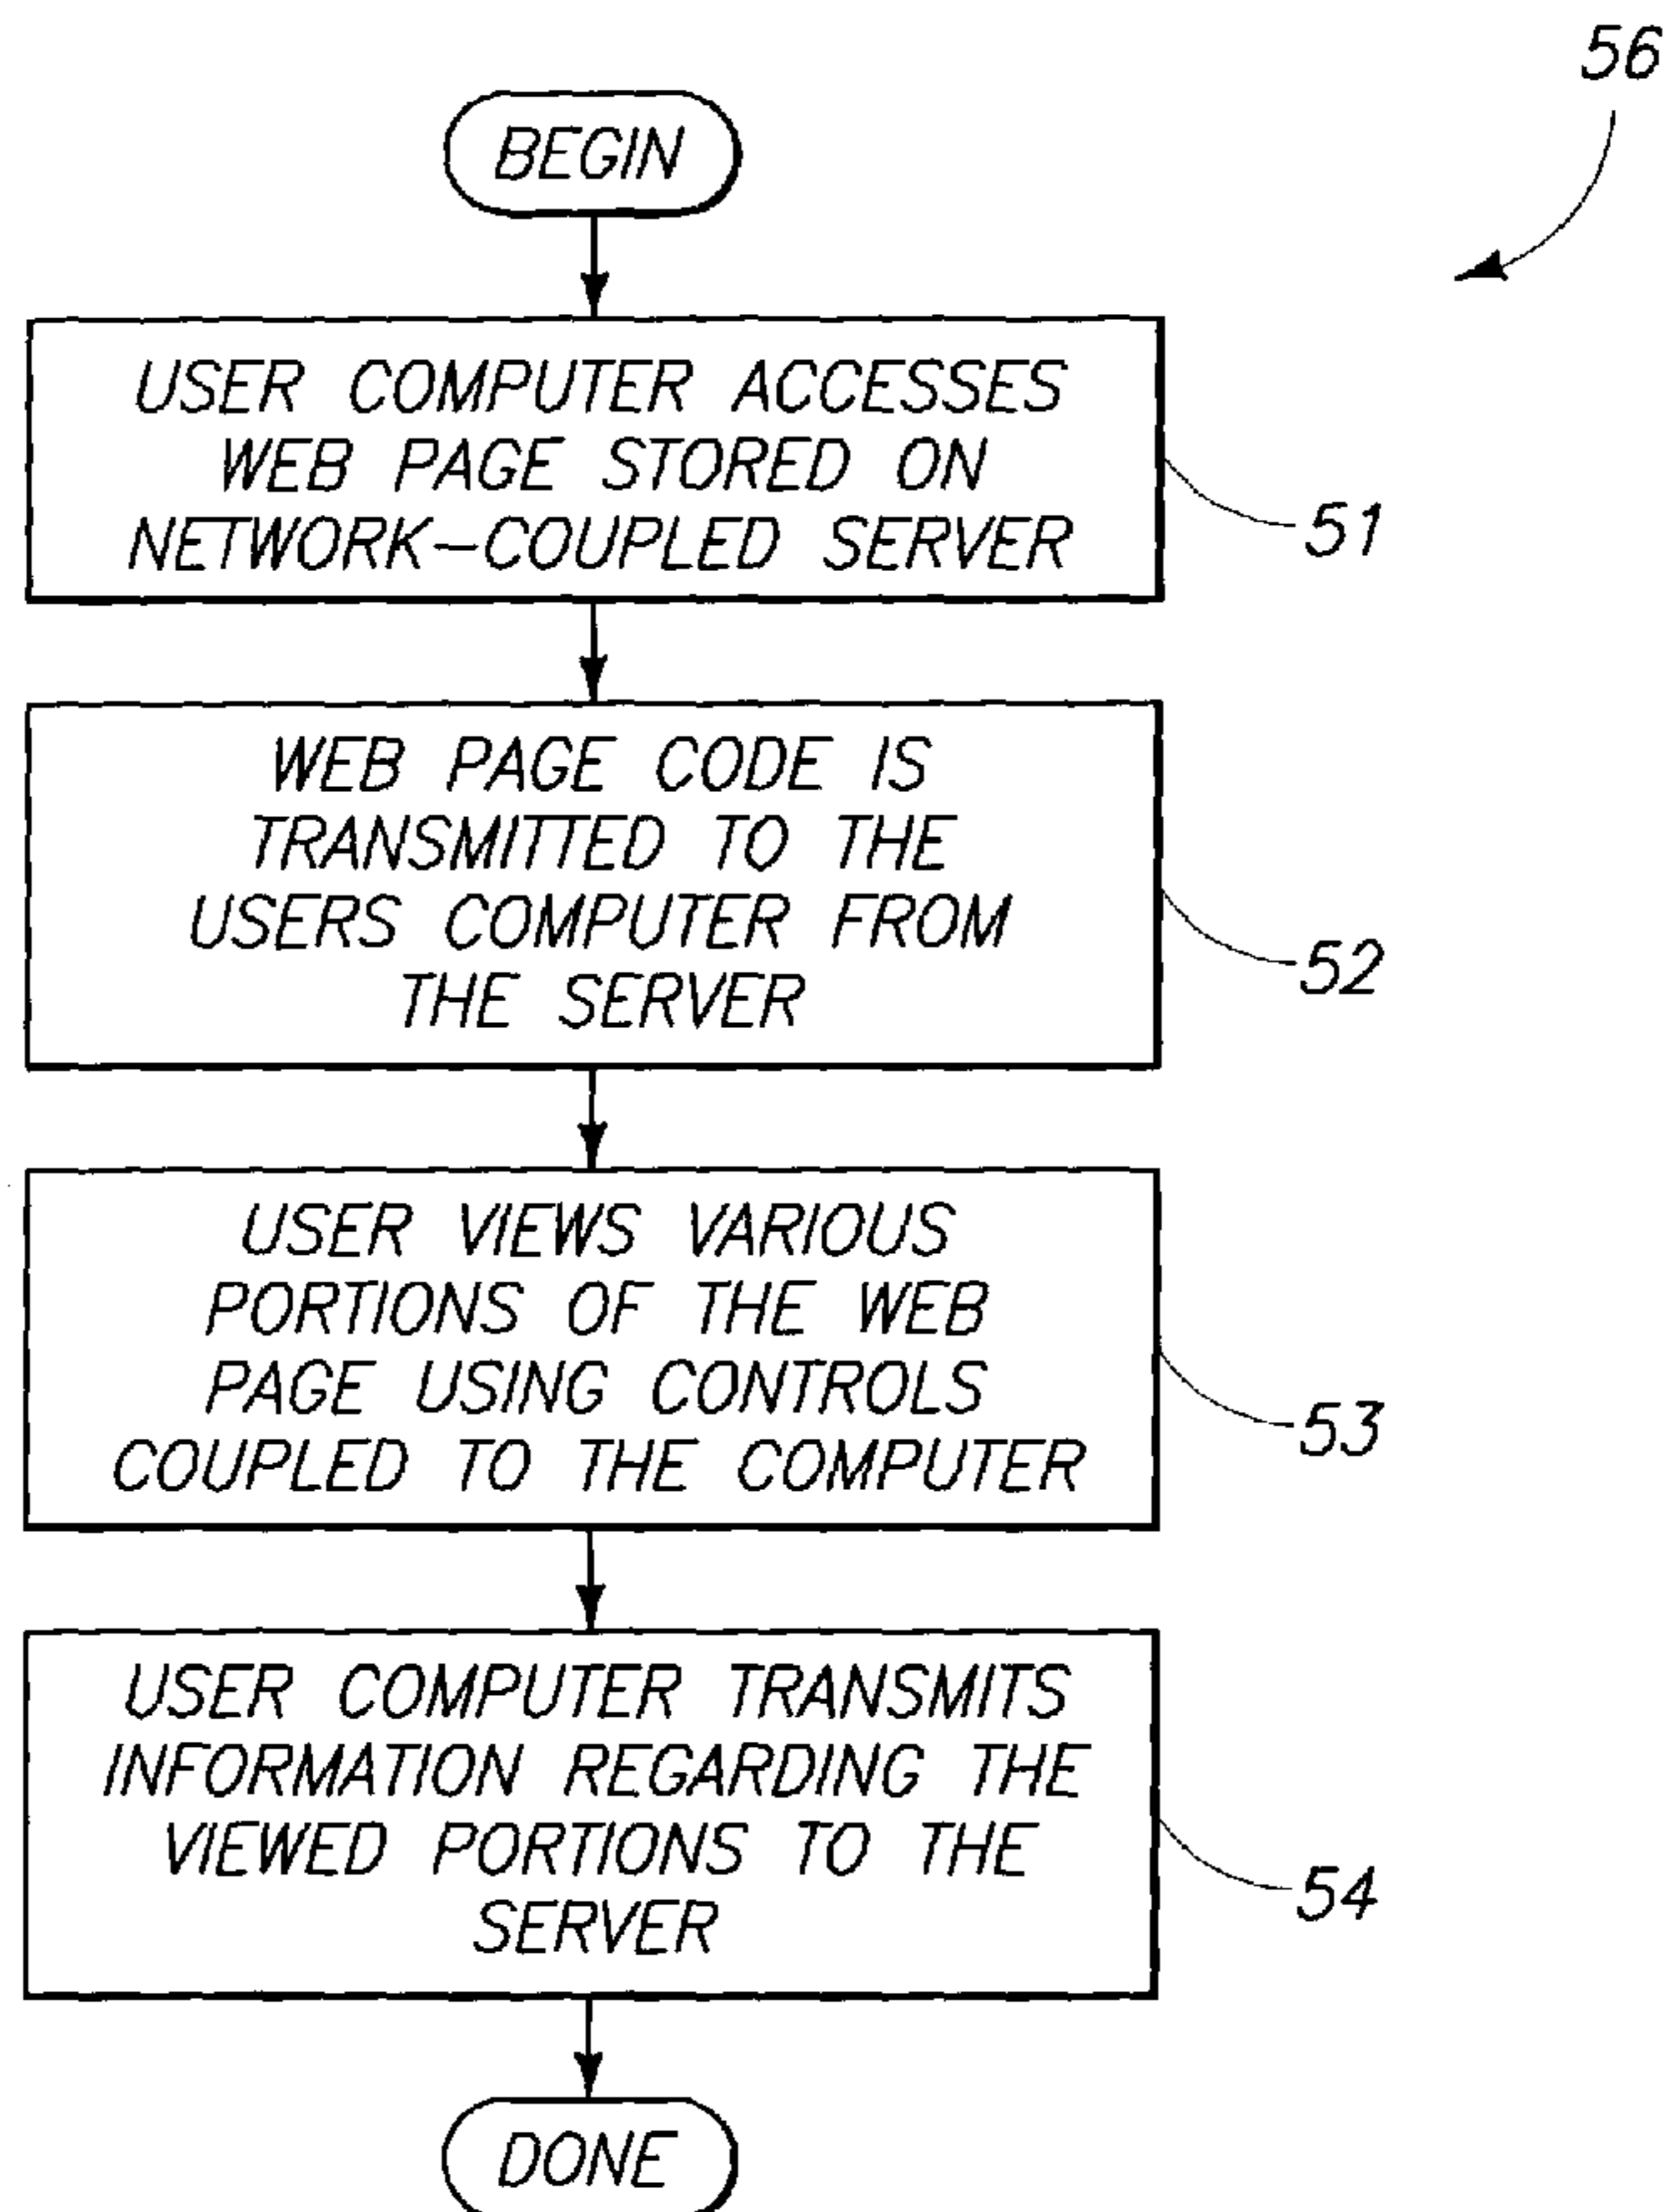 56
BEGIN
USER COMPUTER ACCESSES
WEB PAGE STORED ON
NETWORK-COUPLED SERVER
51
WEB PAGE CODE IS
TRANSMITTED TO THE
USERS COMPUTER FROM
THE SERVER
52
USER VIEWS VARIOUS
PORTIONS OF THE WEB
PAGE USING CONTROLS
COUPLED TO THE COMPUTER
53
USER COMPUTER TRANSMITS
INFORMATION REGARDING THE
VIEWED PORTIONS TO THE
SERVER
54
DONE